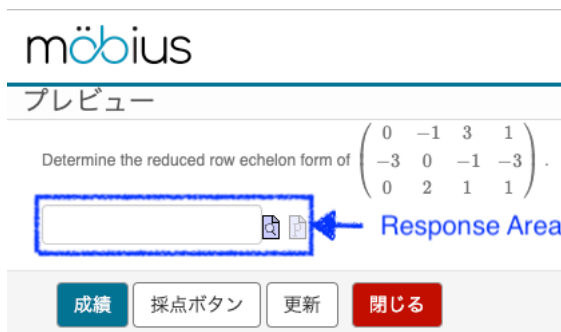 möbius
プレビュー
Determine the reduced row echelon form of
( 0 −1 3 1 )
( −3 0 −1 −3 ) .
( 0 2 1 1 )
Response Area
成績 採点ボタン 更新 閉じる